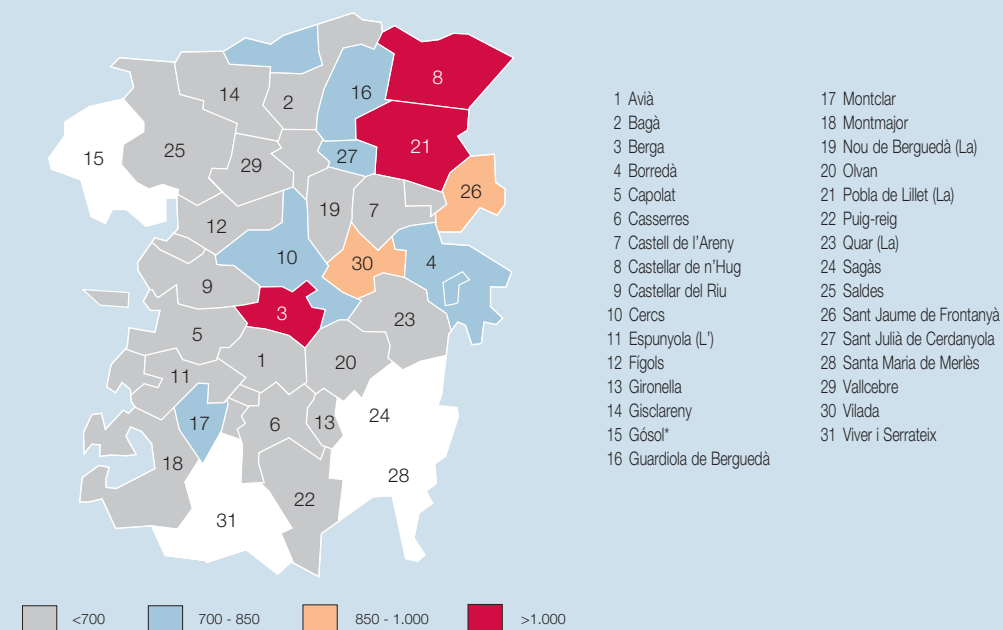 8
14
2
16
21
15
25
29
27
26
19
7
12
10
30
4
9
3
23
5
1
20
11
17
6
13
24
18
28
22
31
1 Avià
2 Bagà
3 Berga
4 Borredà
5 Capolat
6 Casserres
7 Castell de l'Areny
8 Castellar de n'Hug
9 Castellar del Riu
10 Cercs
11 Espunyola (L')
12 Fígols
13 Gironella
14 Gisclareny
15 Gósol*
16 Guardiola de Berguedà
17 Montclar
18 Montmajor
19 Nou de Berguedà (La)
20 Olvan
21 Pobla de Lillet (La)
22 Puig-reig
23 Quar (La)
24 Sagàs
25 Saldes
26 Sant Jaume de Frontanyà
27 Sant Julià de Cerdanyola
28 Santa Maria de Merlès
29 Vallcebre
30 Vilada
31 Viver i Serrateix
<700 700 - 850 850 - 1.000 >1.000